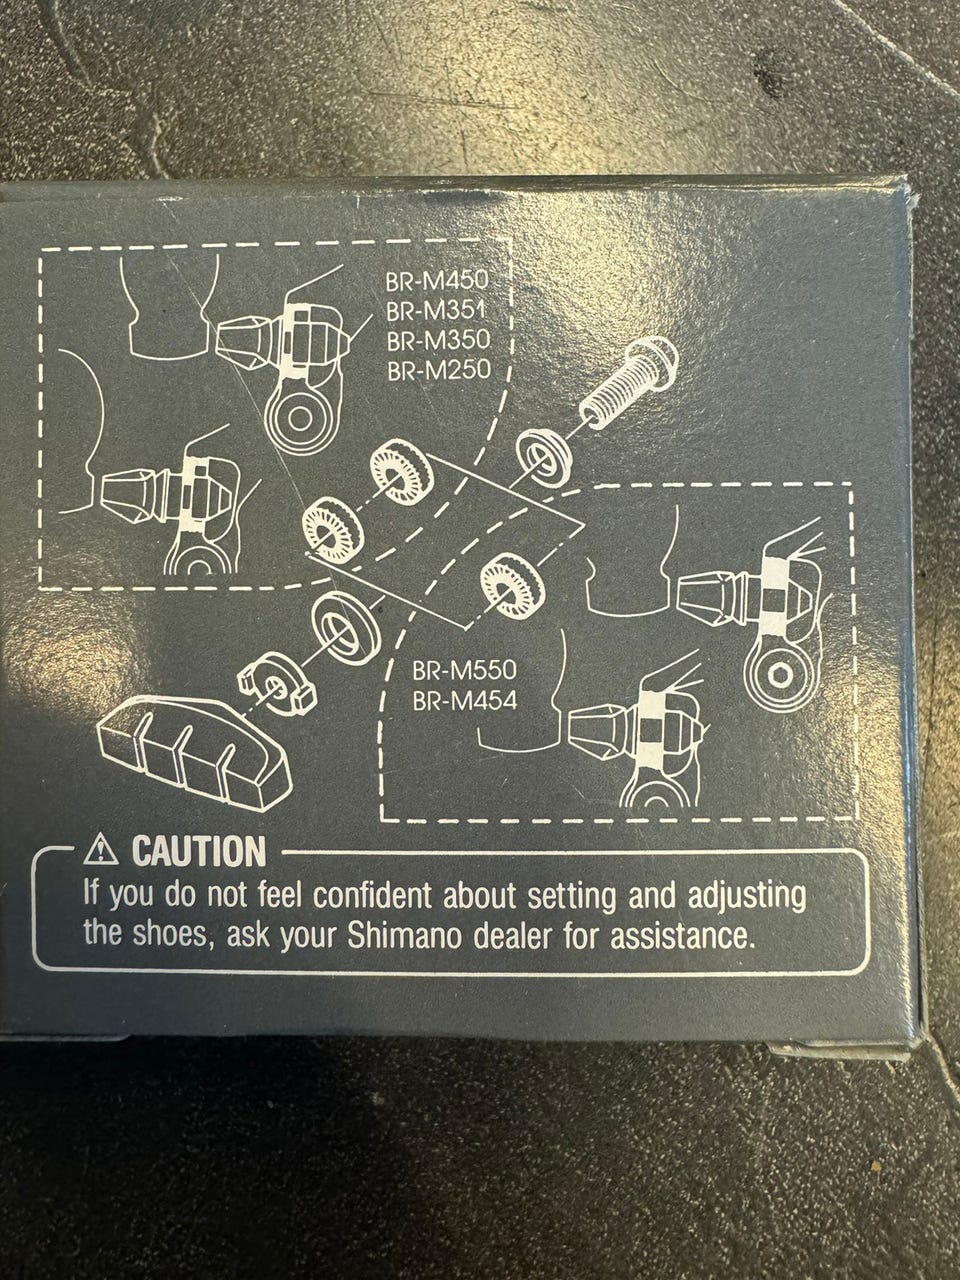 BR-M450
BR-M351
BR-M350
BR-M250
BR-M550
BR-M454
⚠ CAUTION
If you do not feel confident about setting and adjusting
the shoes, ask your Shimano dealer for assistance.